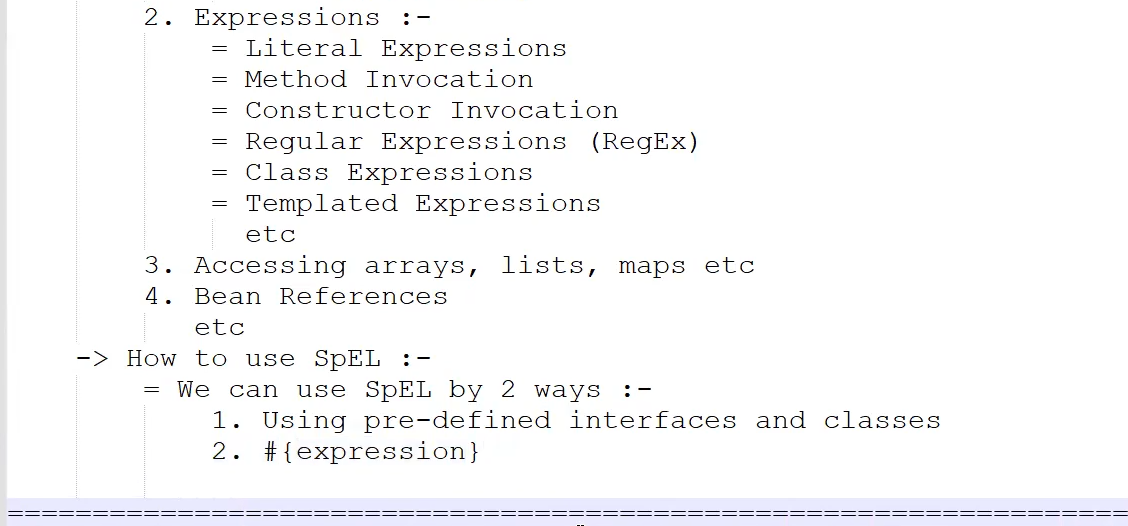 2. Expressions :-
= Literal Expressions
= Method Invocation
= Constructor Invocation
= Regular Expressions (RegEx)
= Class Expressions
= Templated Expressions
etc
3. Accessing arrays, lists, maps etc
4. Bean References
etc
-> How to use SpEL :-
= We can use SpEL by 2 ways :-
1. Using pre-defined interfaces and classes
2. #{expression}
===================================================================